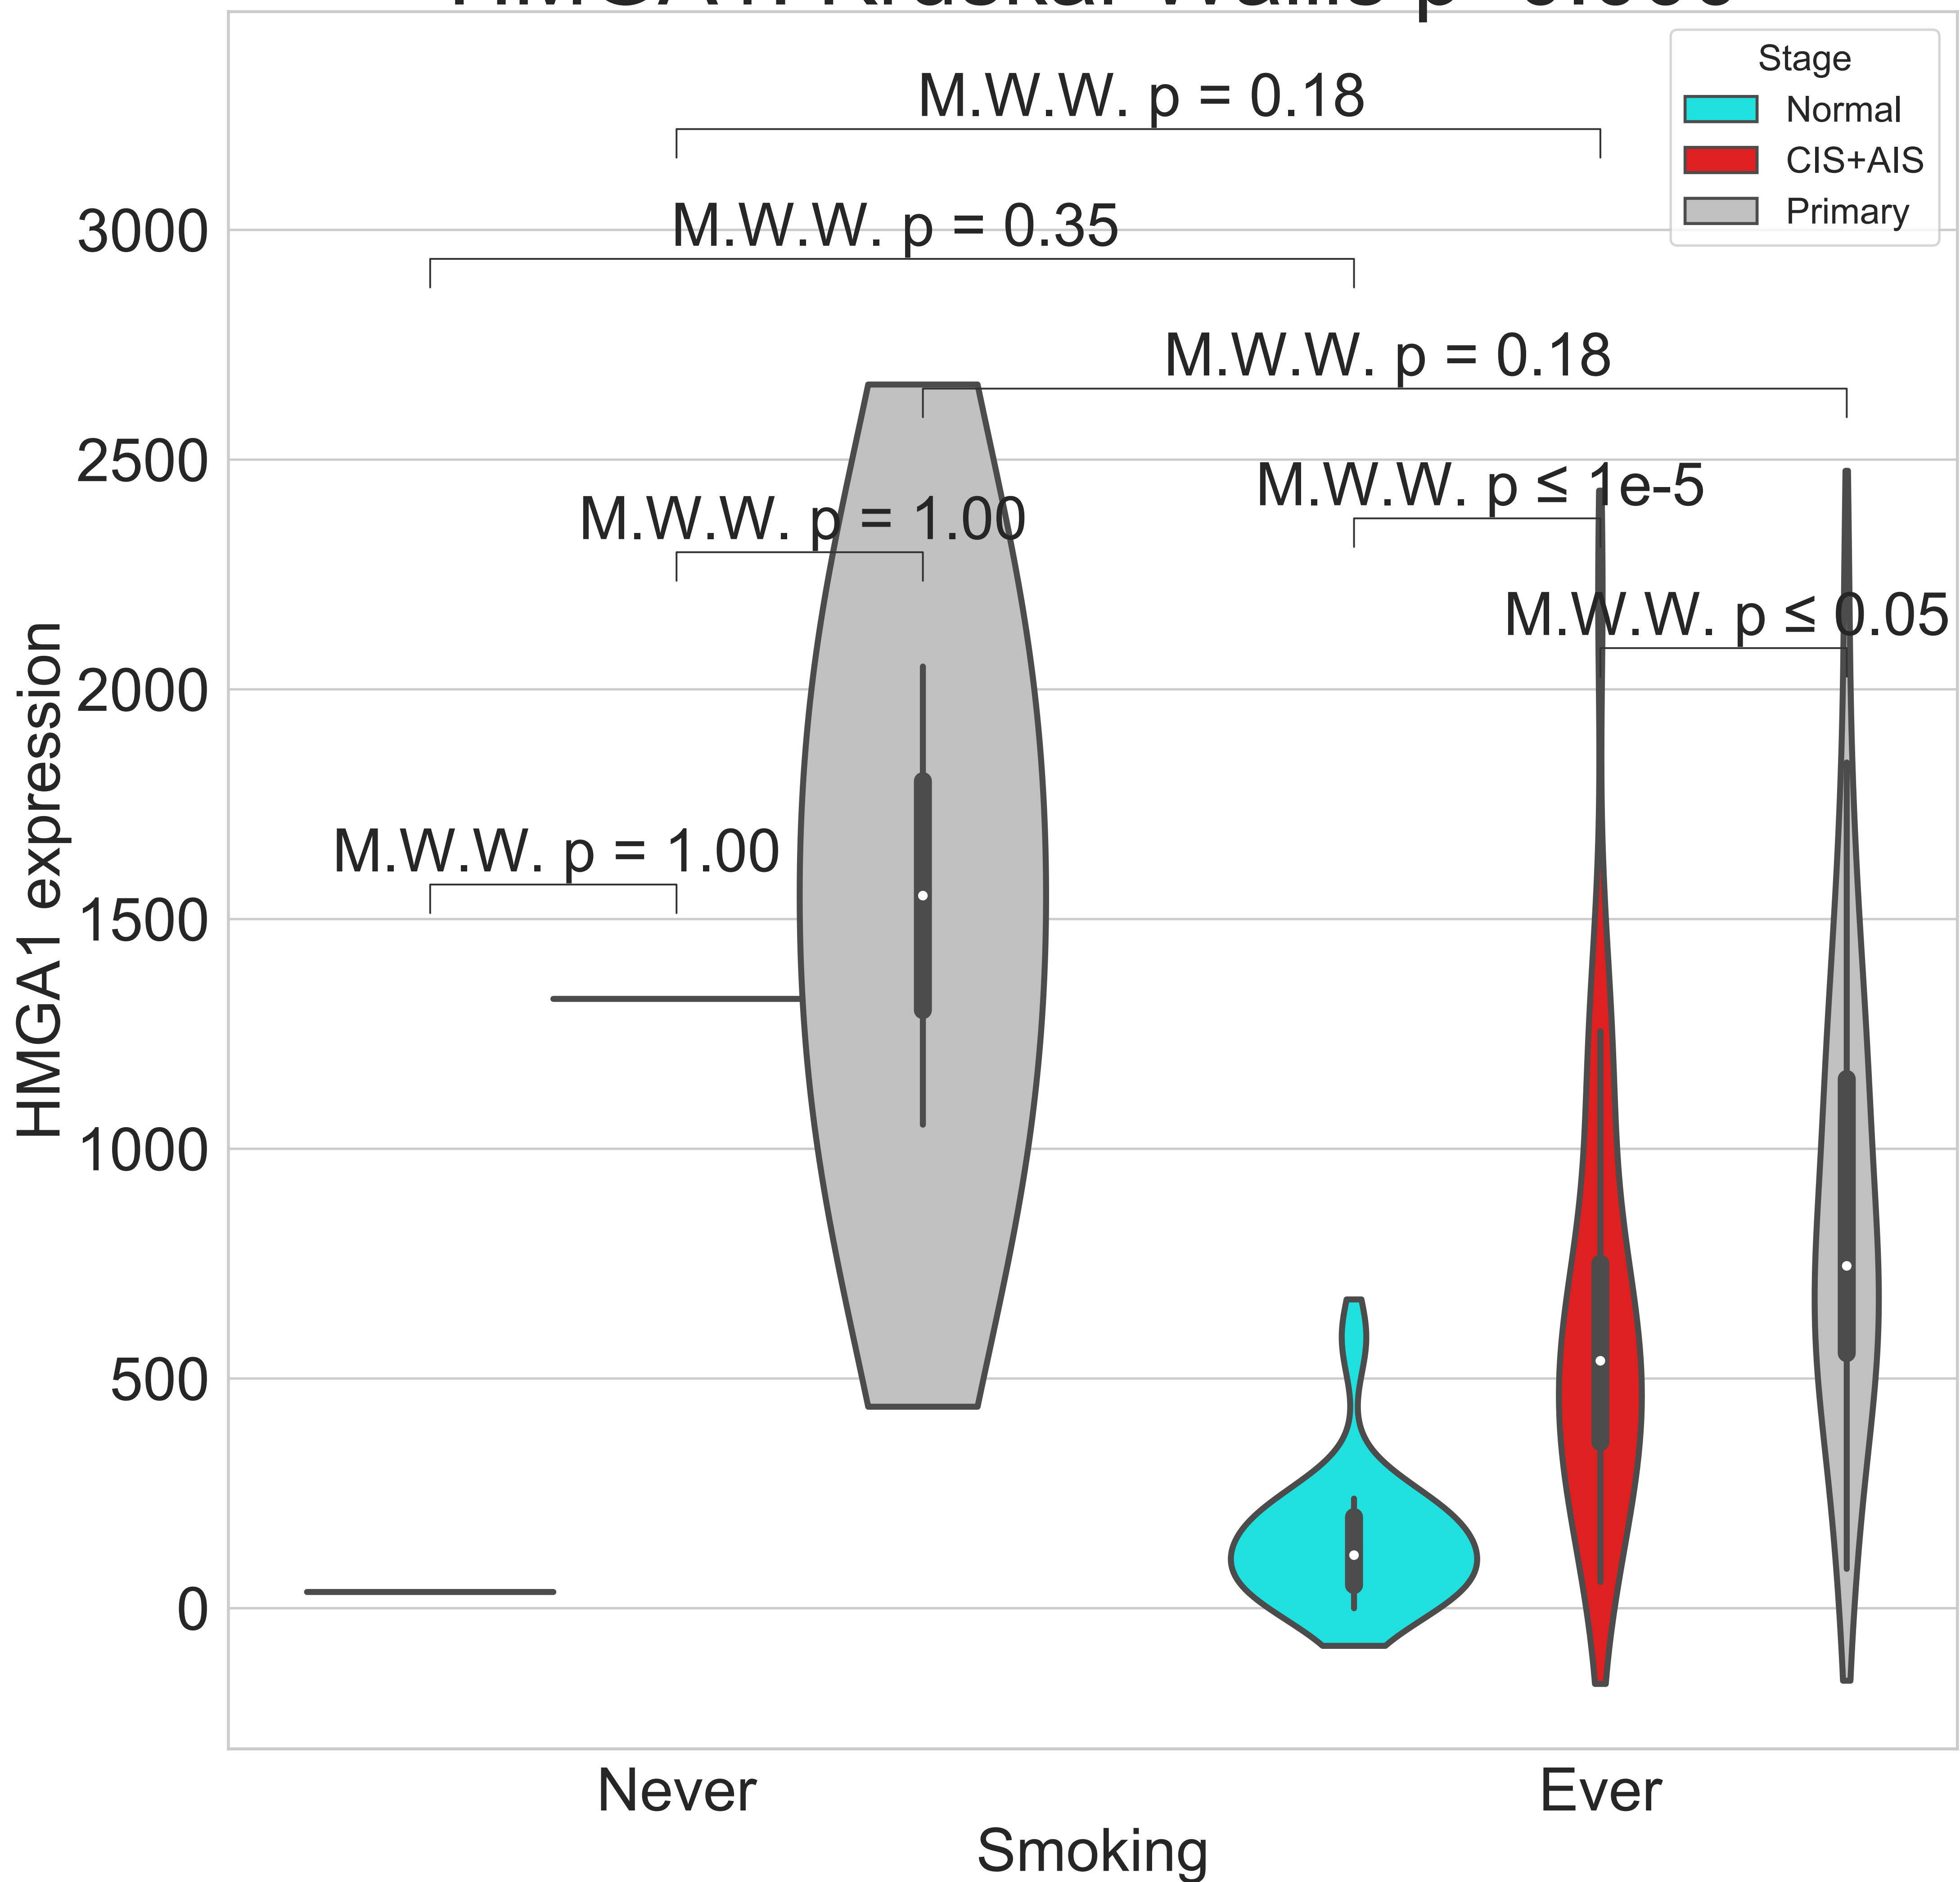 Stage
Normal
CIS+AIS
Primary
M.W.W. p = 0.18
M.W.W. p = 0.35
M.W.W. p = 0.18
M.W.W. p ≤ 1e-5
M.W.W. p = 1.00
M.W.W. p ≤ 0.05
M.W.W. p = 1.00
3000
2500
2000
1500
1000
500
0
HMGA1 expression
Never
Ever
Smoking